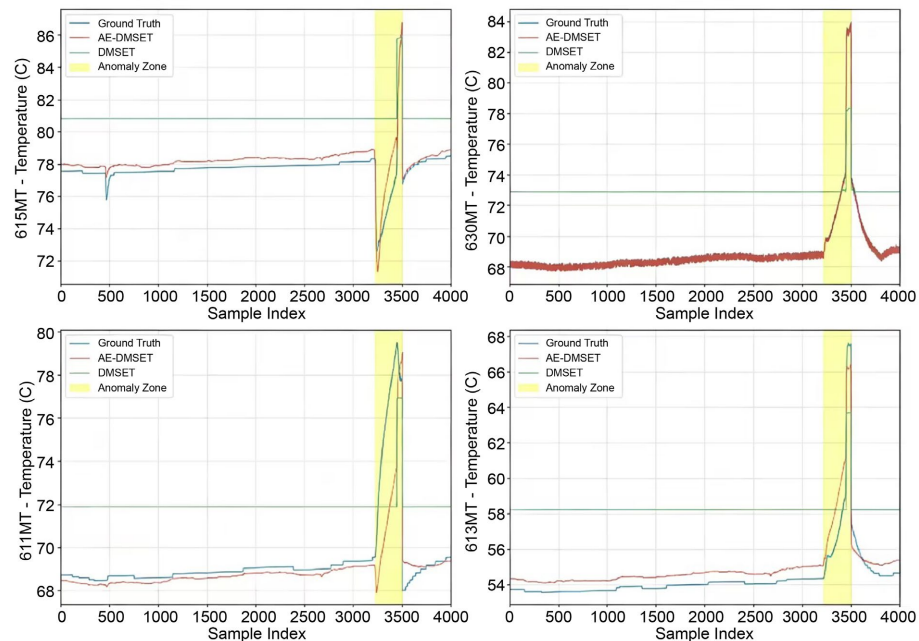 86
84
82
80
78
76
74
72
615MT - Temperature (C)
Ground Truth
AE-DMSET
DMSET
Anomaly Zone
0 500 1000 1500 2000 2500 3000 3500 4000
Sample Index
84
82
80
78
74
72
70
68
630MT - Temperature (C)
Ground Truth
AE-DMSET
DMSET
Anomaly Zone
0 500 1000 1500 2000 2500 3000 3500 4000
Sample Index
80
78
76
74
72
70
68
611MT - Temperature (C)
Ground Truth
AE-DMSET
DMSET
Anomaly Zone
0 500 1000 1500 2000 2500 3000 3500 4000
Sample Index
68
66
64
62
60
58
56
54
613MT - Temperature (C)
Ground Truth
AE-DMSET
DMSET
Anomaly Zone
0 500 1000 1500 2000 2500 3000 3500 4000
Sample Index